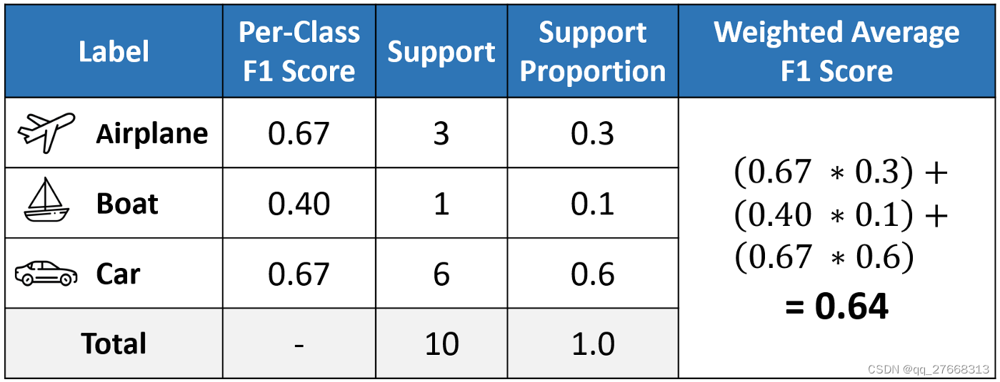 Label
Per-Class
F1 Score
Support
Support
Proportion
Weighted Average
F1 Score
Airplane
0.67
3
0.3
Boat
0.40
1
0.1
Car
0.67
6
0.6
Total
-
10
1.0
(0.67 * 0.3) +
(0.40 * 0.1) +
(0.67 * 0.6)
= 0.64
CSDN @qq_27668313